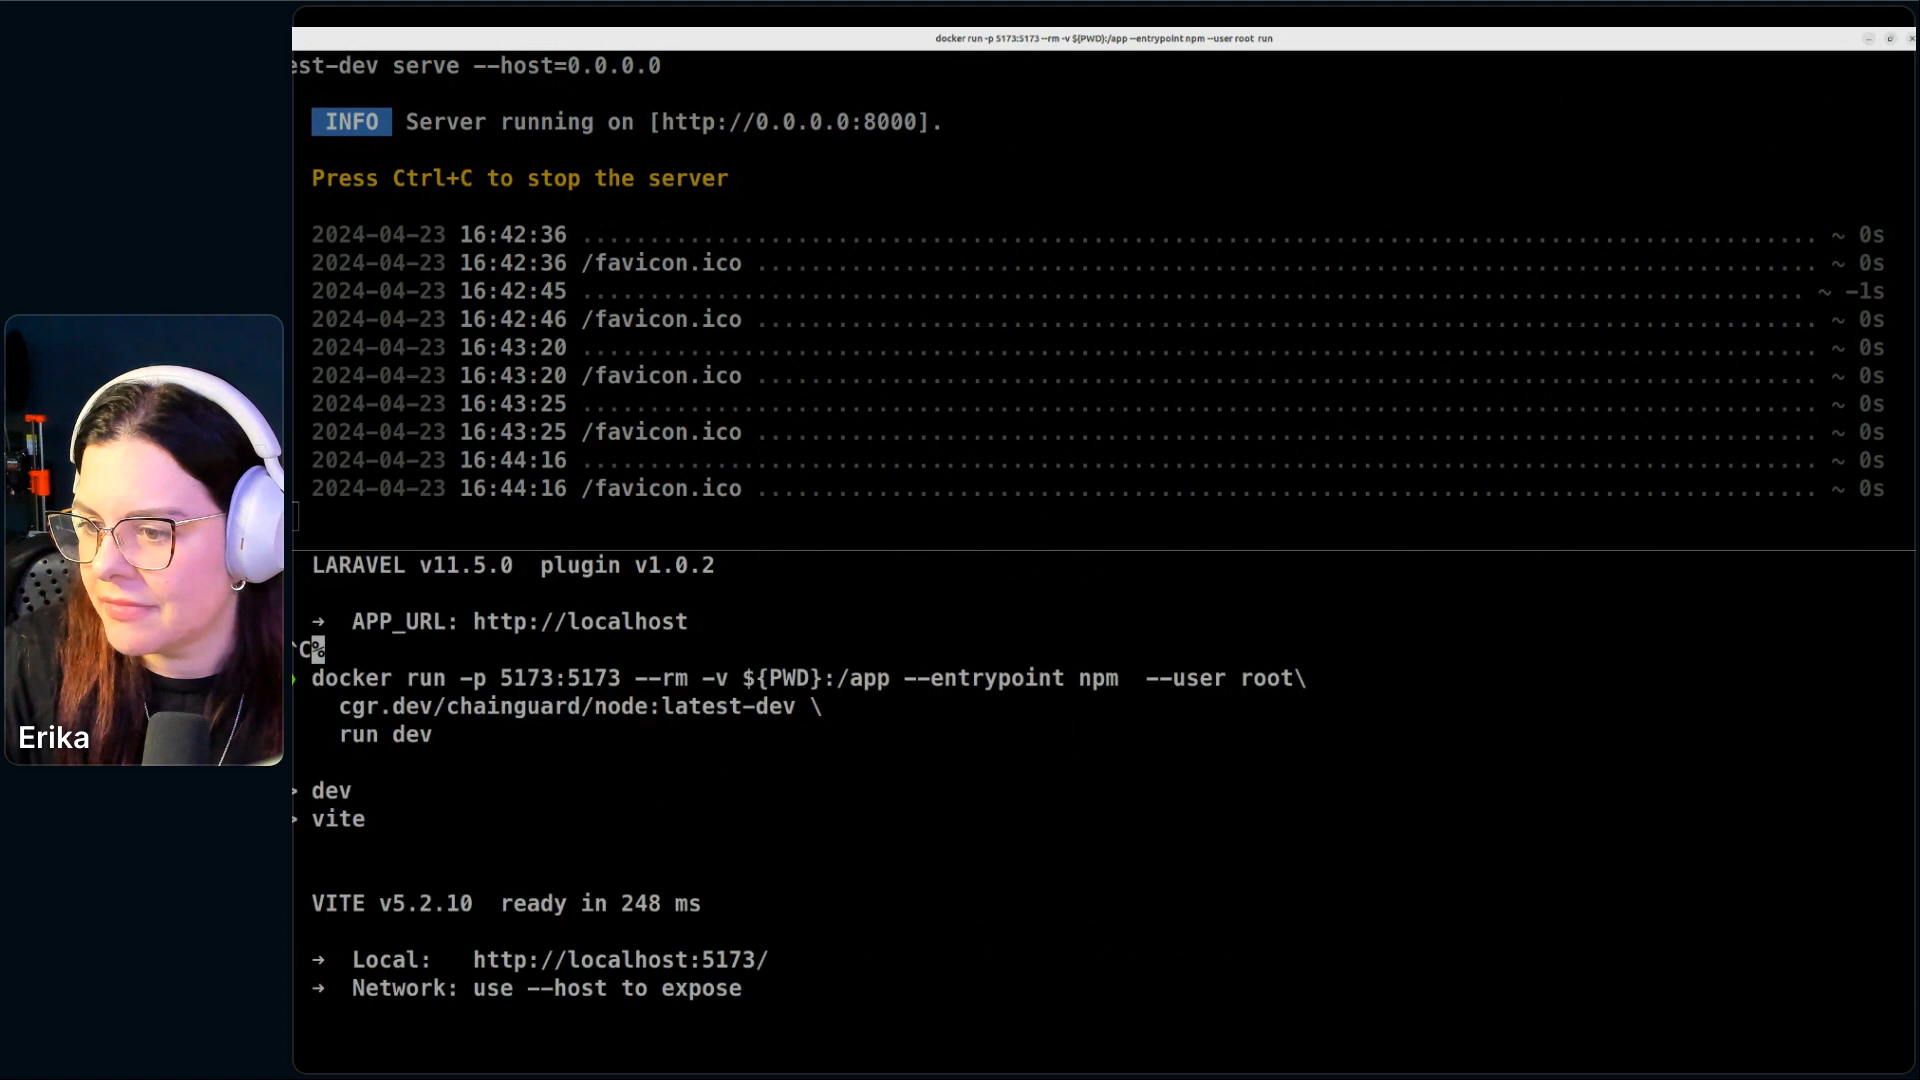 docker run -p 5173:5173 --rm -v ${PWD}:/app --entrypoint npm --user root run
est-dev serve --host=0.0.0.0
INFO Server running on [http://0.0.0.0:8000].
Press Ctrl+C to stop the server
2024-04-23 16:42:36 ........................................................................................... ~ 0s
2024-04-23 16:42:36 /favicon.ico .............................................................................. ~ 0s
2024-04-23 16:42:45 .......................................................................................... ~ -1s
2024-04-23 16:42:46 /favicon.ico .............................................................................. ~ 0s
2024-04-23 16:43:20 ........................................................................................... ~ 0s
2024-04-23 16:43:20 /favicon.ico .............................................................................. ~ 0s
2024-04-23 16:43:25 ........................................................................................... ~ 0s
2024-04-23 16:43:25 /favicon.ico .............................................................................. ~ 0s
2024-04-23 16:44:16 ........................................................................................... ~ 0s
2024-04-23 16:44:16 /favicon.ico .............................................................................. ~ 0s
LARAVEL v11.5.0 plugin v1.0.2
→ APP_URL: http://localhost
^C%
docker run -p 5173:5173 --rm -v ${PWD}:/app --entrypoint npm --user root\
cgr.dev/chainguard/node:latest-dev \
run dev
> dev
> vite
VITE v5.2.10 ready in 248 ms
→ Local: http://localhost:5173/
→ Network: use --host to expose
Erika